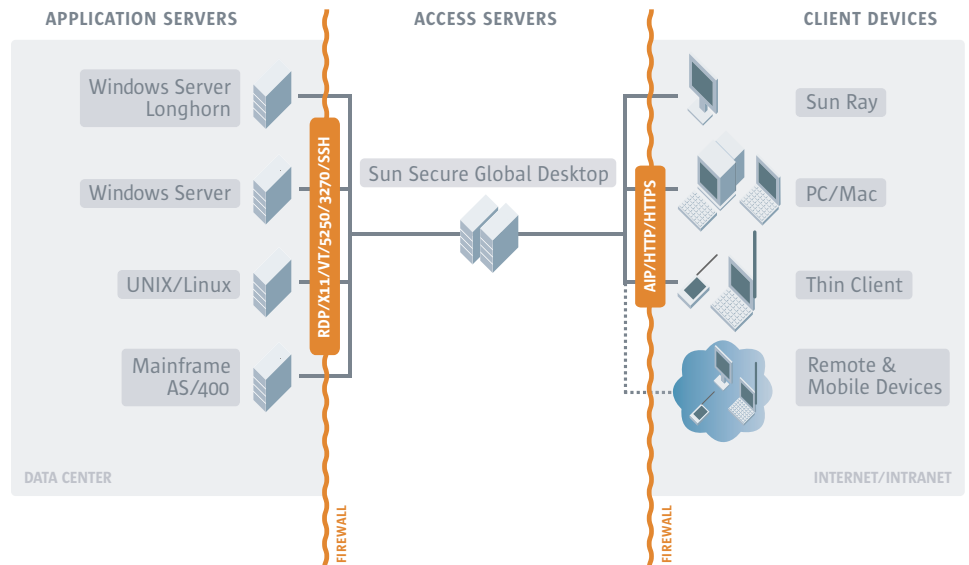 APPLICATION SERVERS
ACCESS SERVERS
CLIENT DEVICES
Windows Server
Longhorn
Windows Server
UNIX/Linux
Mainframe
AS/400
RDP/X11/VT/5250/3270/SSH
Sun Secure Global Desktop
AIP/HTTP/HTTPS
Sun Ray
PC/Mac
Thin Client
Remote &
Mobile Devices
DATA CENTER
INTERNET/INTRANET
FIREWALL
FIREWALL